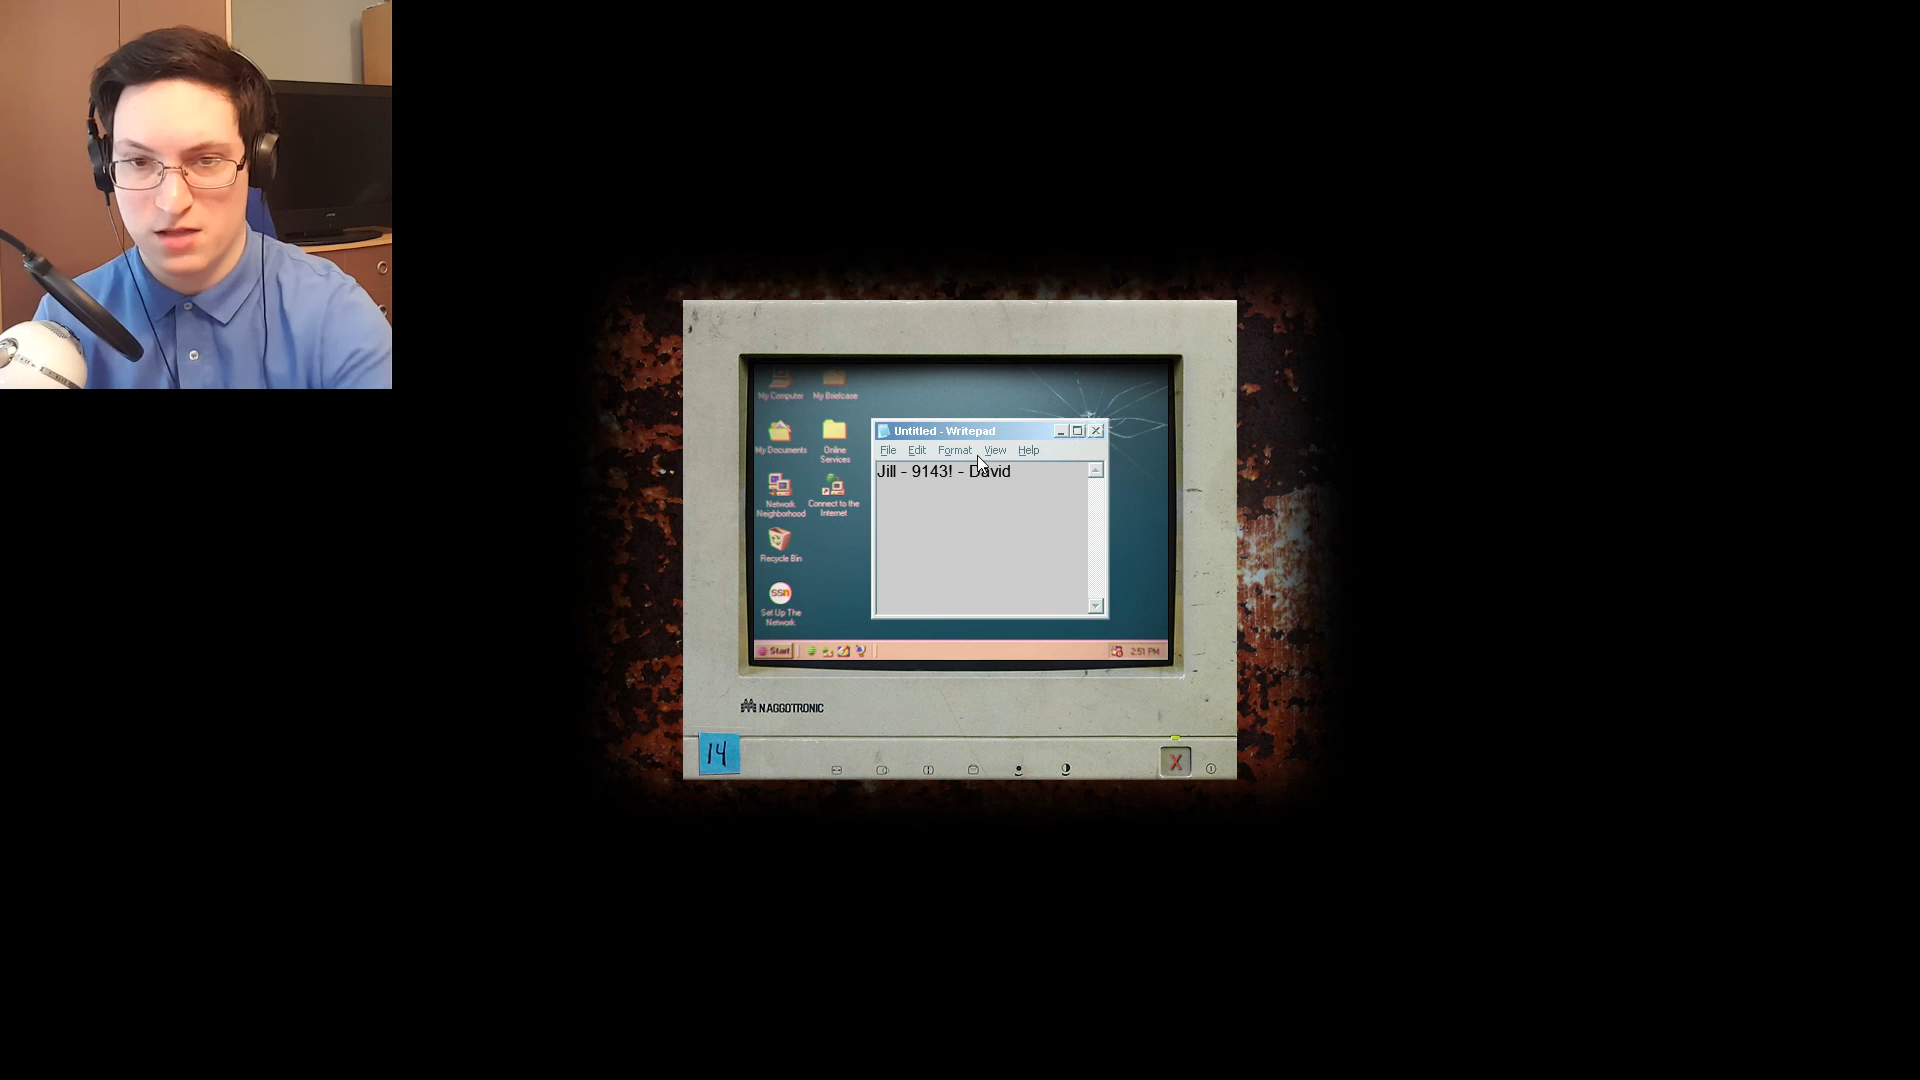 My Computer
My Briefcase
My Documents
Online
Services
Network
Neighborhood
Connect to the
Internet
Recycle Bin
ssn
Set Up The
Network
Untitled - Writepad
File Edit Format View Help
Jill - 9143! - David
Start
2:51 PM
NAGGOTRONIC
14
X